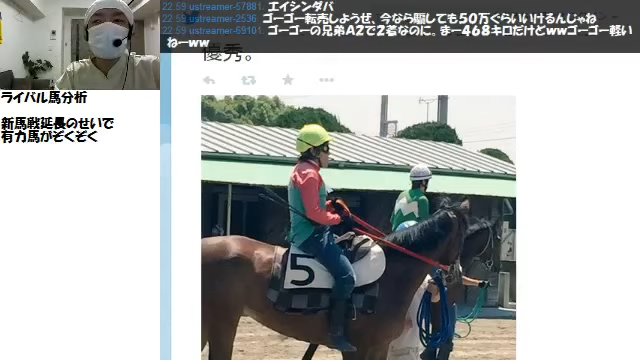 22 59 ustreamer-57881 エイシンダバ
22 59 ustreamer-2536 ゴーゴー転売しようぜ、今なら騙しても50万ぐらいいけるんじゃね
22 59 ustreamer-69101 ゴーゴーの兄弟A2で2着なのに。まー468キロだけどwwゴーゴー軽い
ねーww
優秀。
ライバル馬分析
新馬戦延長のせいで
有力馬がぞくぞく
5